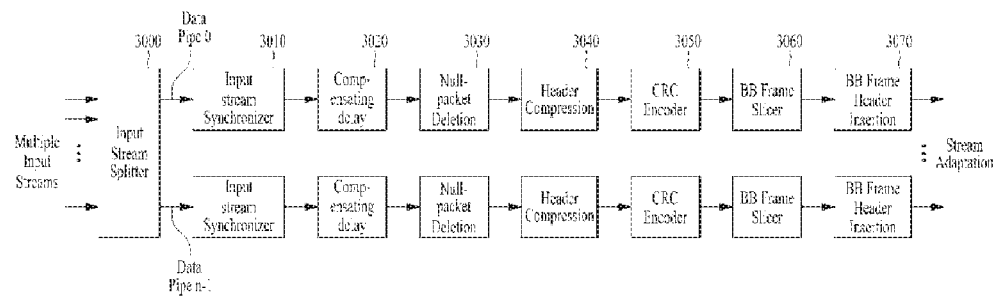 Data
Pipe 0
3000
3010
3020
3030
3040
3050
3060
3070
Multiple
Input
Streams
Input
Stream
Splitter
Input
stream
Synchronizer
Comp-
ensating
delay
Null-
packet
Deletion
Header
Compression
CRC
Encoder
BB Frame
Slicer
BB Frame
Header
Insertion
Stream
Adaptation
Input
stream
Synchronizer
Comp-
ensating
delay
Null-
packet
Deletion
Header
Compression
CRC
Encoder
BB Frame
Slicer
BB Frame
Header
Insertion
Data
Pipe n-1